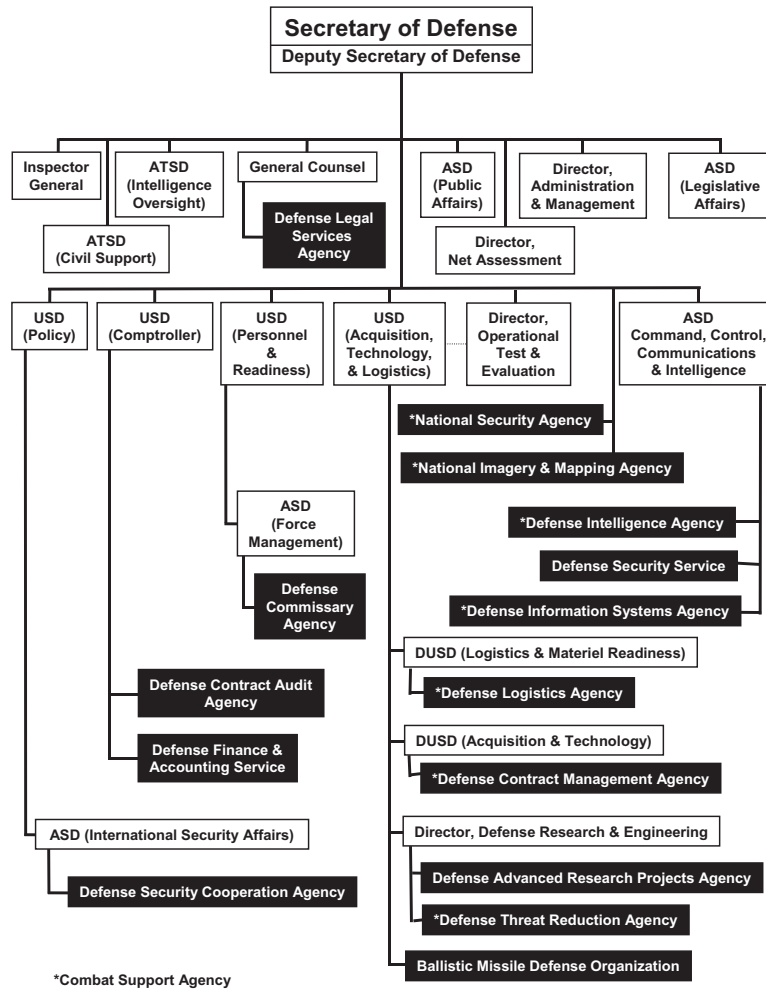 Secretary of Defense
Deputy Secretary of Defense
Inspector
General
ATSD
(Intelligence
Oversight)
General Counsel
ASD
(Public
Affairs)
Director,
Administration
& Management
ASD
(Legislative
Affairs)
Defense Legal
Services
Agency
ATSD
(Civil Support)
Director,
Net Assessment
USD
(Policy)
USD
(Comptroller)
USD
(Personnel
&
Readiness)
USD
(Acquisition,
Technology,
& Logistics)
Director,
Operational
Test &
Evaluation
ASD
Command, Control,
Communications
& Intelligence
*National Security Agency
*National Imagery & Mapping Agency
ASD
(Force
Management)
*Defense Intelligence Agency
Defense Security Service
Defense
Commissary
Agency
*Defense Information Systems Agency
DUSD (Logistics & Materiel Readiness)
*Defense Logistics Agency
Defense Contract Audit
Agency
DUSD (Acquisition & Technology)
Defense Finance &
Accounting Service
*Defense Contract Management Agency
ASD (International Security Affairs)
Director, Defense Research & Engineering
Defense Security Cooperation Agency
Defense Advanced Research Projects Agency
*Defense Threat Reduction Agency
Ballistic Missile Defense Organization
*Combat Support Agency